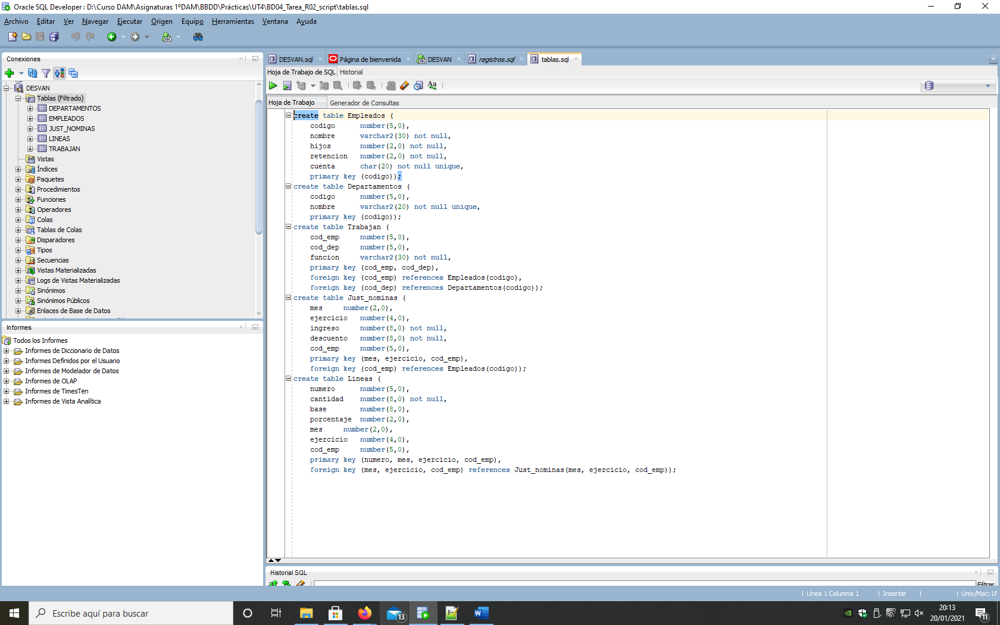 Oracle SQL Developer : D:\Curso DAM\Asignaturas 1ºDAM\BBDD\Prácticas\UT4\BD04_Tarea_R02_script\tablas.sql
Archivo Editar Ver Navegar Ejecutar Origen Equipo Herramientas Ventana Ayuda
Conexiones
DESVAN
Tablas (Filtrado)
DEPARTAMENTOS
EMPLEADOS
JUST_NOMINAS
LINEAS
TRABAJAN
Vistas
Índices
Paquetes
Procedimientos
Funciones
Operadores
Colas
Tablas de Colas
Disparadores
Tipos
Secuencias
Vistas Materializadas
Logs de Vistas Materializadas
Sinónimos
Sinónimos Públicos
Enlaces de Base de Datos
Informes
Todos los Informes
Informes de Diccionario de Datos
Informes Definidos por el Usuario
Informes de Modelador de Datos
Informes de OLAP
Informes de TimesTen
Informes de Vista Analítica
DESVAN.sql Página de bienvenida DESVAN registros.sql tablas.sql
Hoja de Trabajo de SQL Historial
Hoja de Trabajo Generador de Consultas
create table Empleados (
codigo number(5,0),
nombre varchar2(30) not null,
hijos number(2,0) not null,
retencion number(2,0) not null,
cuenta char(20) not null unique,
primary key (codigo));
create table Departamentos (
codigo number(5,0),
nombre varchar2(20) not null unique,
primary key (codigo));
create table Trabajan (
cod_emp number(5,0),
cod_dep number(5,0),
funcion varchar2(30) not null,
primary key (cod_emp, cod_dep),
foreign key (cod_emp) references Empleados(codigo),
foreign key (cod_dep) references Departamentos(codigo));
create table Just_nominas (
mes number(2,0),
ejercicio number(4,0),
ingreso number(8,0) not null,
descuento number(8,0) not null,
cod_emp number(5,0),
primary key (mes, ejercicio, cod_emp),
foreign key (cod_emp) references Empleados(codigo));
create table Lineas (
numero number(5,0),
cantidad number(8,0) not null,
base number(8,0),
porcentaje number(2,0),
mes number(2,0),
ejercicio number(4,0),
cod_emp number(5,0),
primary key (numero, mes, ejercicio, cod_emp),
foreign key (mes, ejercicio, cod_emp) references Just_nominas(mes, ejercicio, cod_emp));
Historial SQL
Filtrar
Línea 1 Columna 1 Insertar Unix/Mac: LF
Escribe aquí para buscar
13
20:13
20/01/2021
11